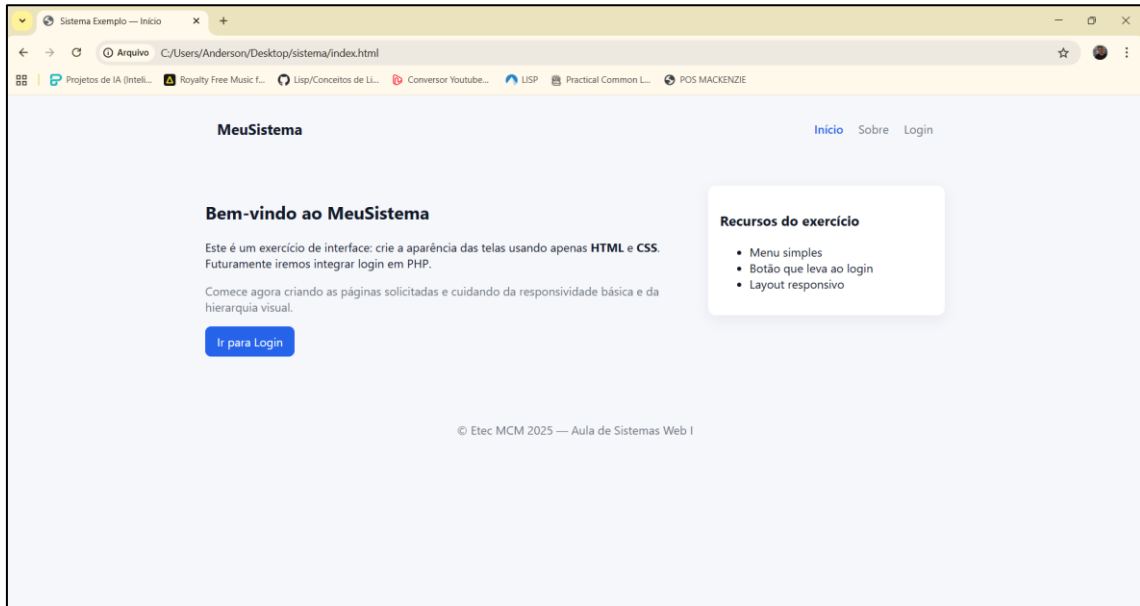 Sistema Exemplo — Início
Arquivo C:/Users/Anderson/Desktop/sistema/index.html
Projetos de IA (Inteli... Royalty Free Music f... Lisp/Conceitos de Li... Conversor Youtube... LISP Practical Common L... POS MACKENZIE
MeuSistema Início Sobre Login
Bem-vindo ao MeuSistema
Este é um exercício de interface: crie a aparência das telas usando apenas HTML e CSS.
Futuramente iremos integrar login em PHP.
Comece agora criando as páginas solicitadas e cuidando da responsividade básica e da
hierarquia visual.
Ir para Login
Recursos do exercício
• Menu simples
• Botão que leva ao login
• Layout responsivo
© Etec MCM 2025 — Aula de Sistemas Web I